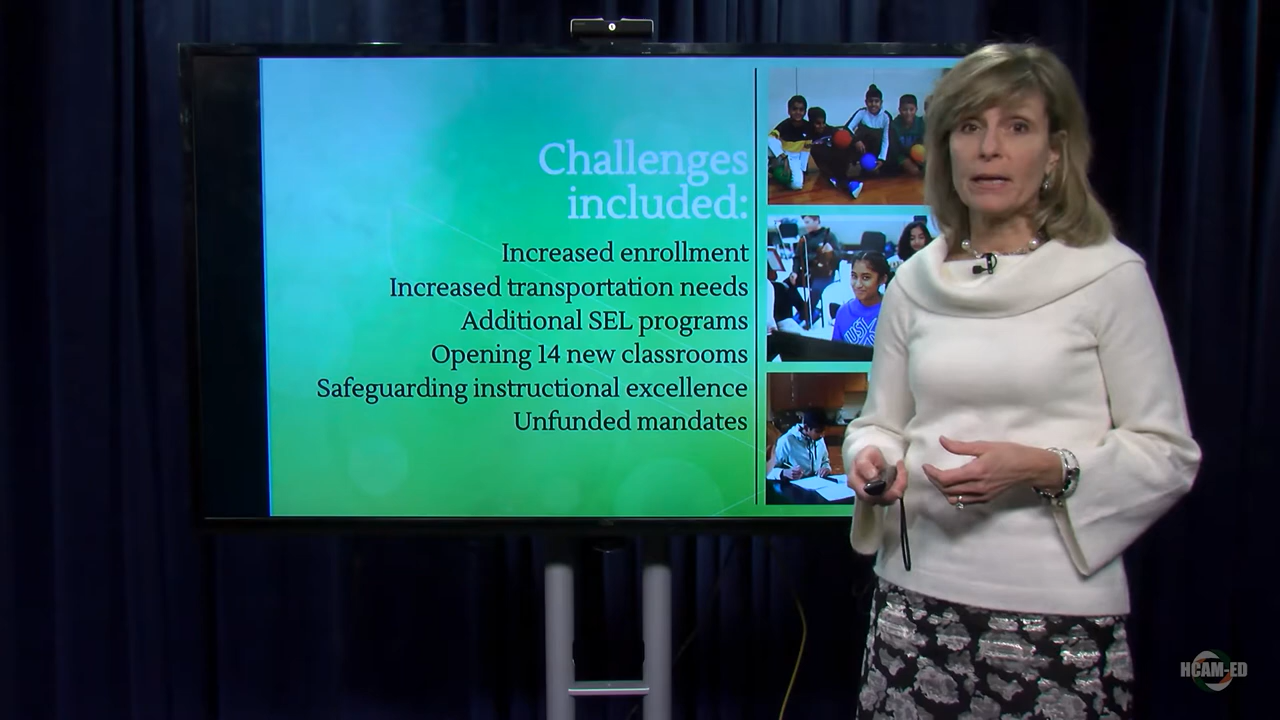 Challenges
included:
Increased enrollment
Increased transportation needs
Additional SEL programs
Opening 14 new classrooms
Safeguarding instructional excellence
Unfunded mandates
HCAM-ED